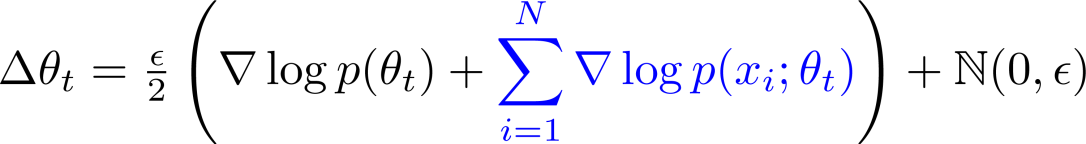 Δθ_t = ϵ/2 (∇ log p(θ_t) + ∑_{i=1}^{N} ∇ log p(x_i; θ_t)) + ℕ(0, ϵ)